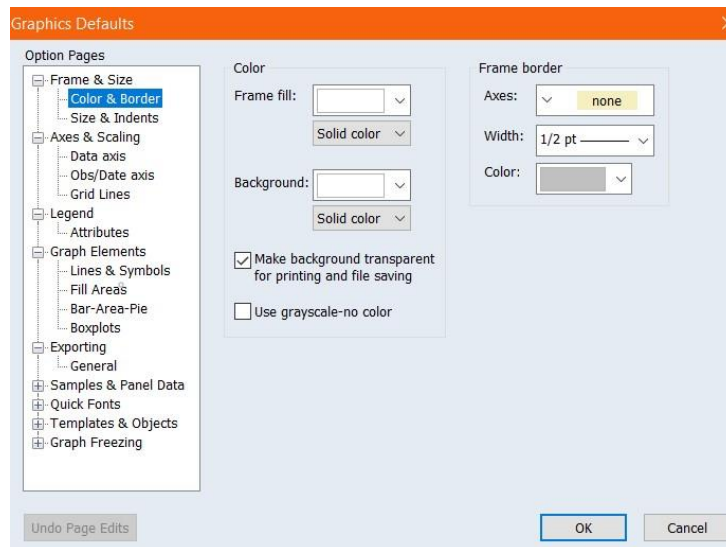 Graphics Defaults
Option Pages
Frame & Size
Color & Border
Size & Indents
Axes & Scaling
Data axis
Obs/Date axis
Grid Lines
Legend
Attributes
Graph Elements
Lines & Symbols
Fill Areas
Bar-Area-Pie
Boxplots
Exporting
General
Samples & Panel Data
Quick Fonts
Templates & Objects
Graph Freezing
Color
Frame fill:
Solid color
Background:
Solid color
Make background transparent
for printing and file saving
Use grayscale-no color
Frame border
Axes: none
Width: 1/2 pt
Color:
Undo Page Edits
OK
Cancel